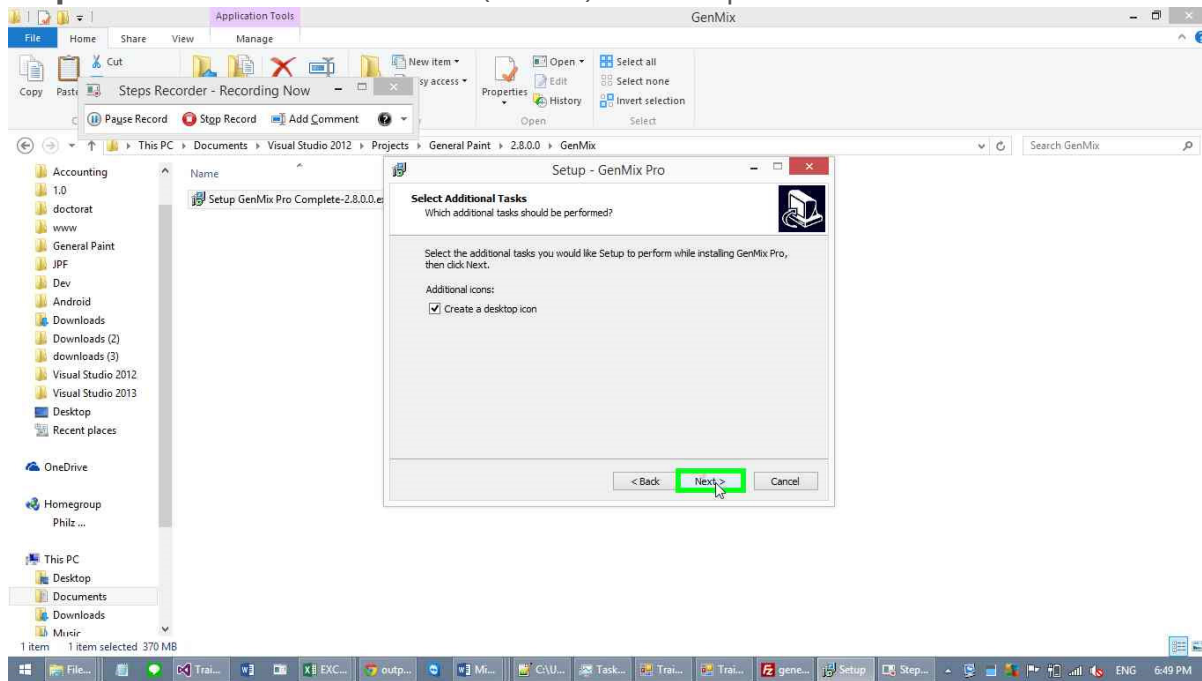 Application Tools
GenMix
File Home Share View Manage
Cut
New item
Open
Select all
Copy
sy access
Properties
Edit
Select none
History
Invert selection
Open
Select
Steps Recorder - Recording Now
Pause Record Stop Record Add Comment
This PC Documents Visual Studio 2012 Projects General Paint 2.8.0.0 GenMix
Search GenMix
Accounting
1.0
doctorat
www
General Paint
JPF
Dev
Android
Downloads
Downloads (2)
downloads (3)
Visual Studio 2012
Visual Studio 2013
Desktop
Recent places
OneDrive
Homegroup
Philz ...
This PC
Desktop
Documents
Downloads
Music
Name
Setup GenMix Pro Complete-2.8.0.0.e
Setup - GenMix Pro
Select Additional Tasks
Which additional tasks should be performed?
Select the additional tasks you would like Setup to perform while installing GenMix Pro,
then click Next.
Additional icons:
Create a desktop icon
< Back Next > Cancel
1 item 1 item selected 370 MB
File... Trai... EXC... outp... Mi... C:\U... Task... Trai... Trai... gene... Setup Step... ENG 6:49 PM